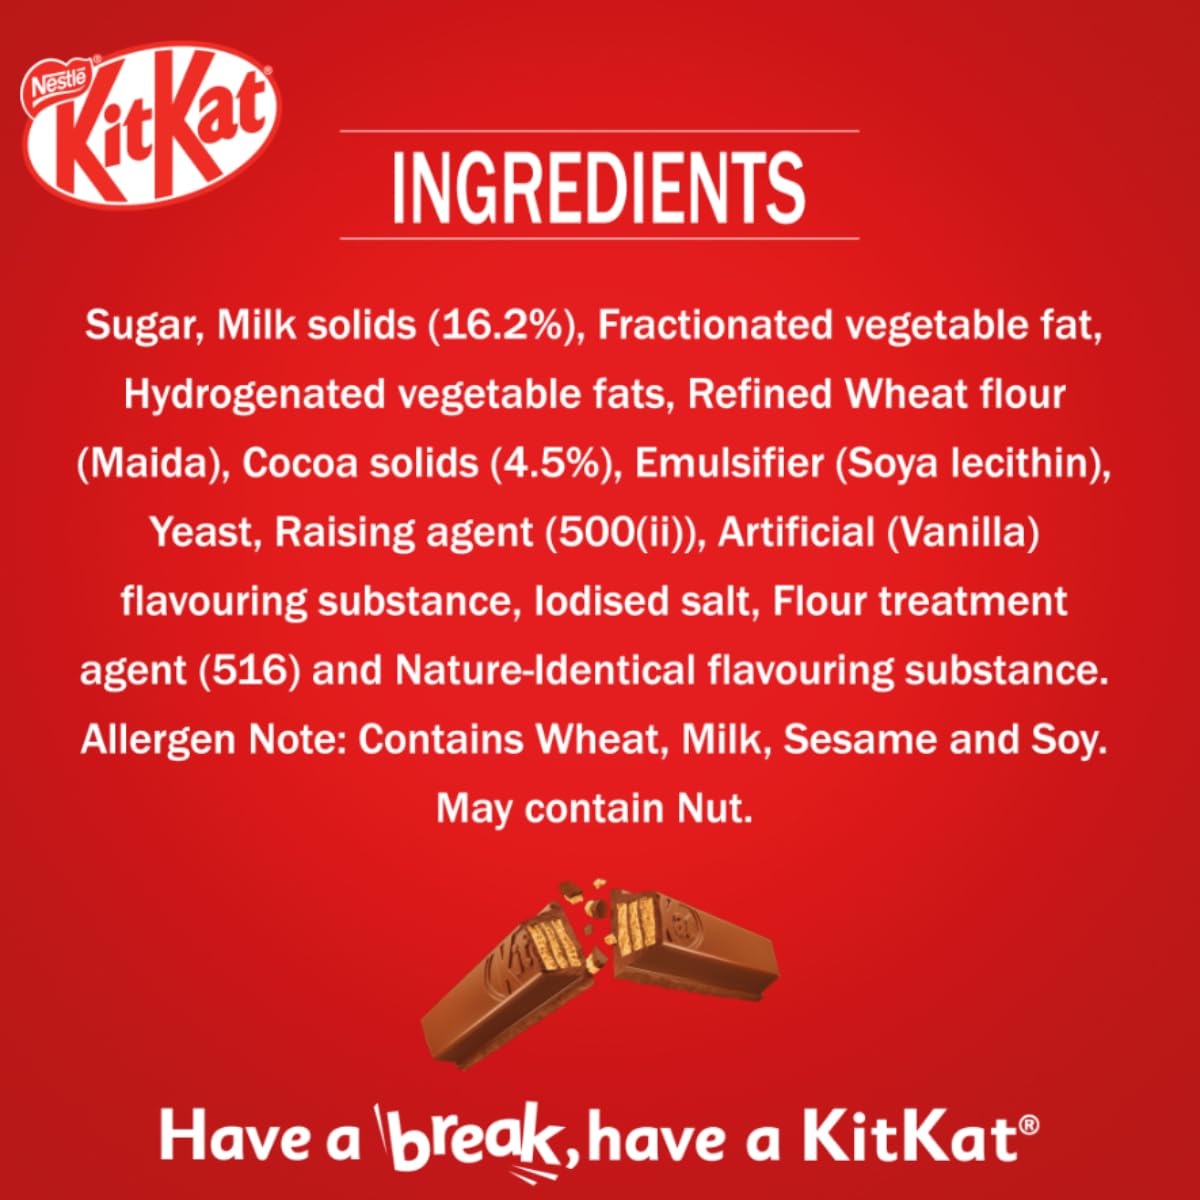 Nestlé®
KitKat®
INGREDIENTS
Sugar, Milk solids (16.2%), Fractionated vegetable fat,
Hydrogenated vegetable fats, Refined Wheat flour
(Maida), Cocoa solids (4.5%), Emulsifier (Soya lecithin),
Yeast, Raising agent (500(ii)), Artificial (Vanilla)
flavouring substance, Iodised salt, Flour treatment
agent (516) and Nature-Identical flavouring substance.
Allergen Note: Contains Wheat, Milk, Sesame and Soy.
May contain Nut.
Kit Kat
Have a break, have a KitKat®